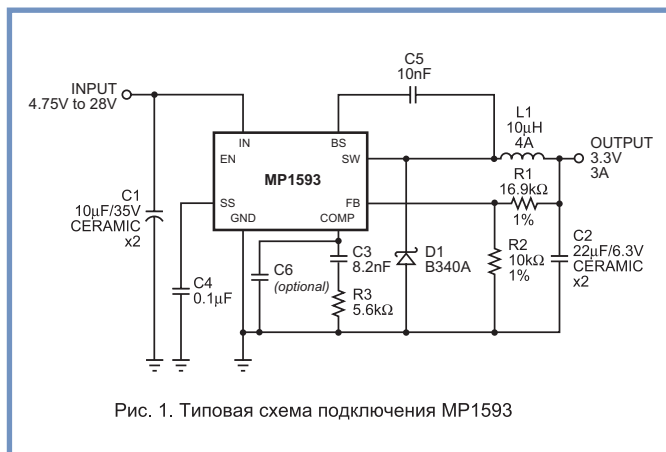 C5
10nF
INPUT
4.75V to 28V
L1
10µH
4A
OUTPUT
3.3V
3A
IN
BS
EN
SW
MP1593
R1
16.9kΩ
1%
SS
FB
GND
COMP
C1
10µF/35V
CERAMIC
x2
C3
8.2nF
C6
(optional)
D1
B340A
R2
10kΩ
1%
C2
22µF/6.3V
CERAMIC
x2
C4
0.1µF
R3
5.6kΩ
Рис. 1. Типовая схема подключения MP1593